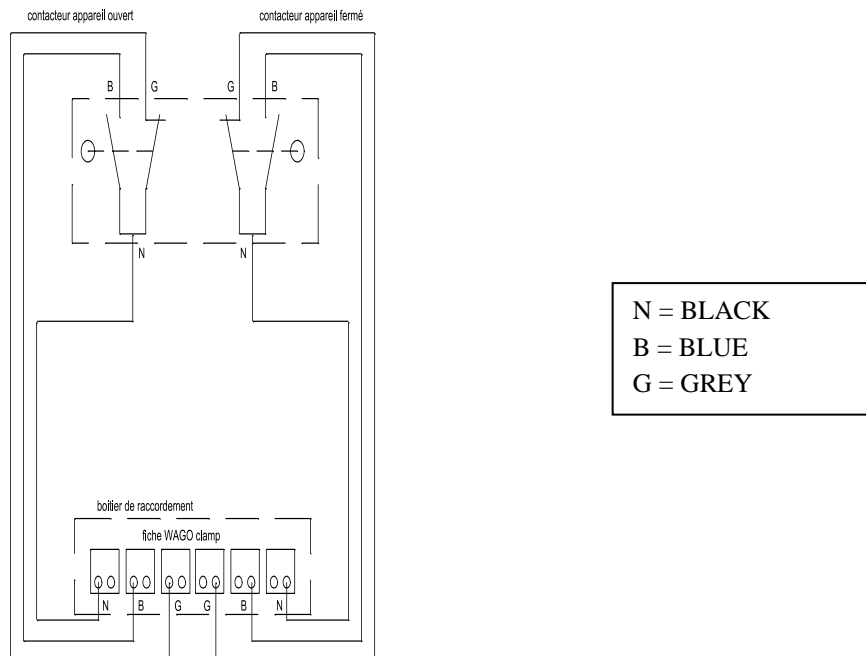 contacteur appareil ouvert
contacteur appareil fermé
B G G B
N N
N = BLACK
B = BLUE
G = GREY
boitier de raccordement
fiche WAGO clamp
N B G G B N